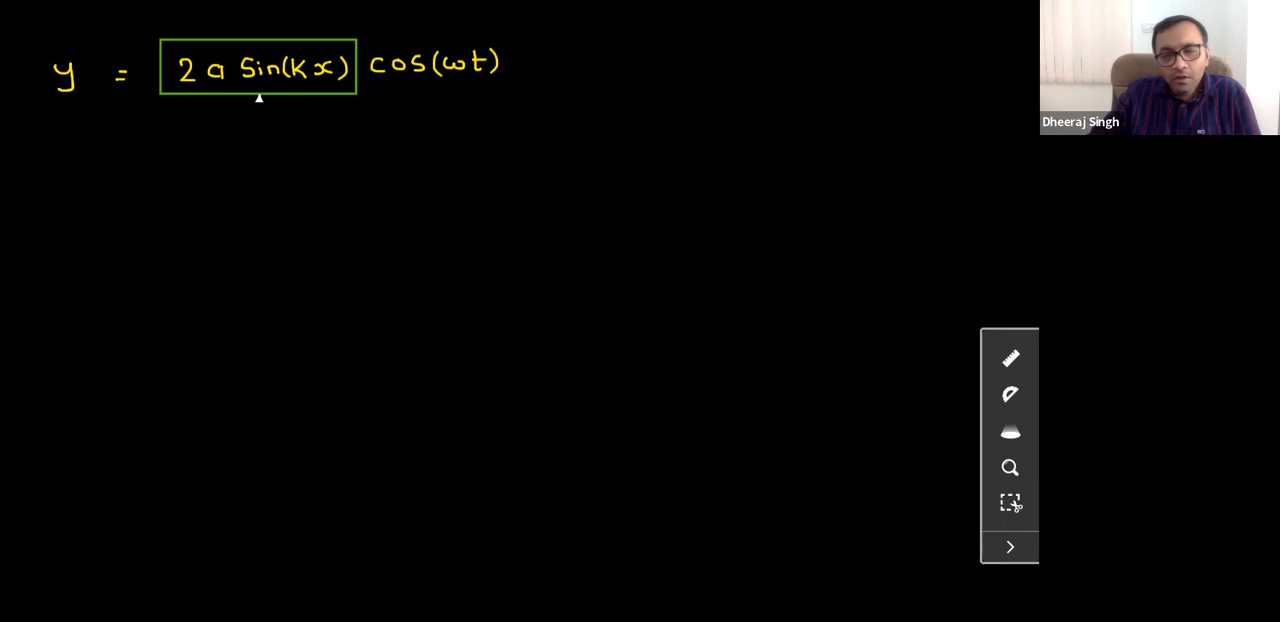 y = 2 a Sin(Kx) cos(ωt)
Dheeraj Singh